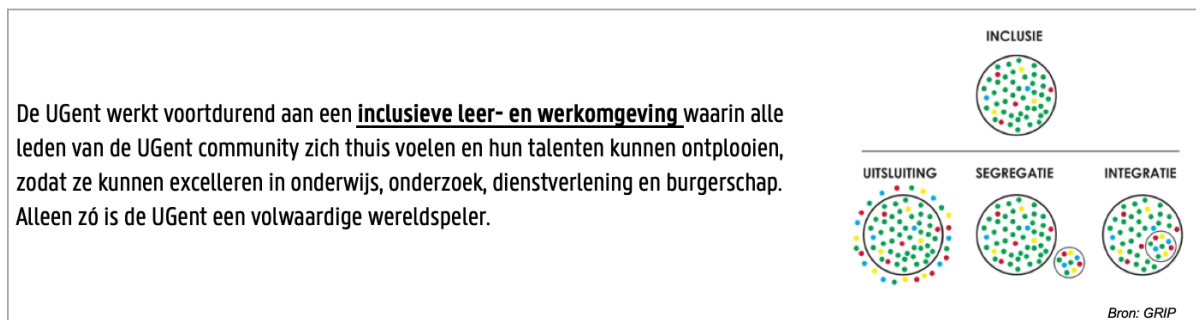 De UGent werkt voortdurend aan een inclusieve leer- en werkomgeving waarin alle
leden van de UGent community zich thuis voelen en hun talenten kunnen ontplooien,
zodat ze kunnen excelleren in onderwijs, onderzoek, dienstverlening en burgerschap.
Alleen zó is de UGent een volwaardige wereldspeler.
INCLUSIE
UITSLUITING SEGREGATIE INTEGRATIE
Bron: GRIP